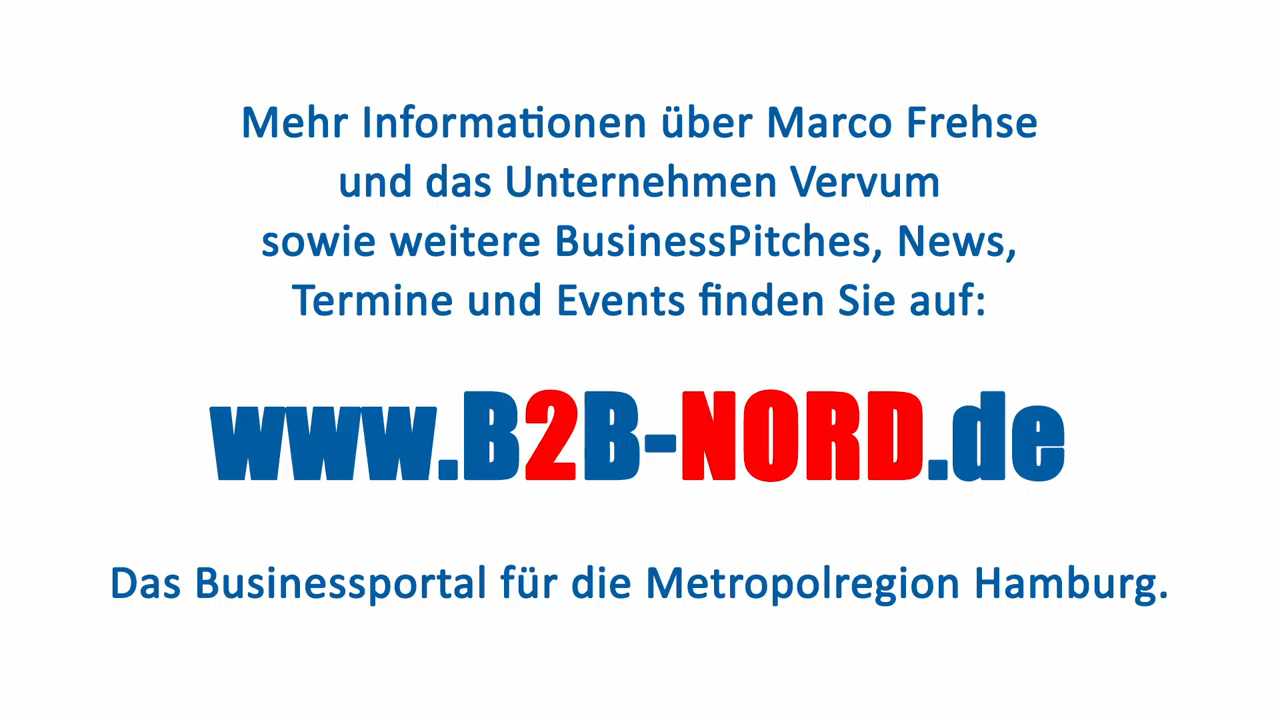 Mehr Informationen über Marco Frehse
und das Unternehmen Vervum
sowie weitere BusinessPitches, News,
Termine und Events finden Sie auf:
www.B2B-NORD.de
Das Businessportal für die Metropolregion Hamburg.